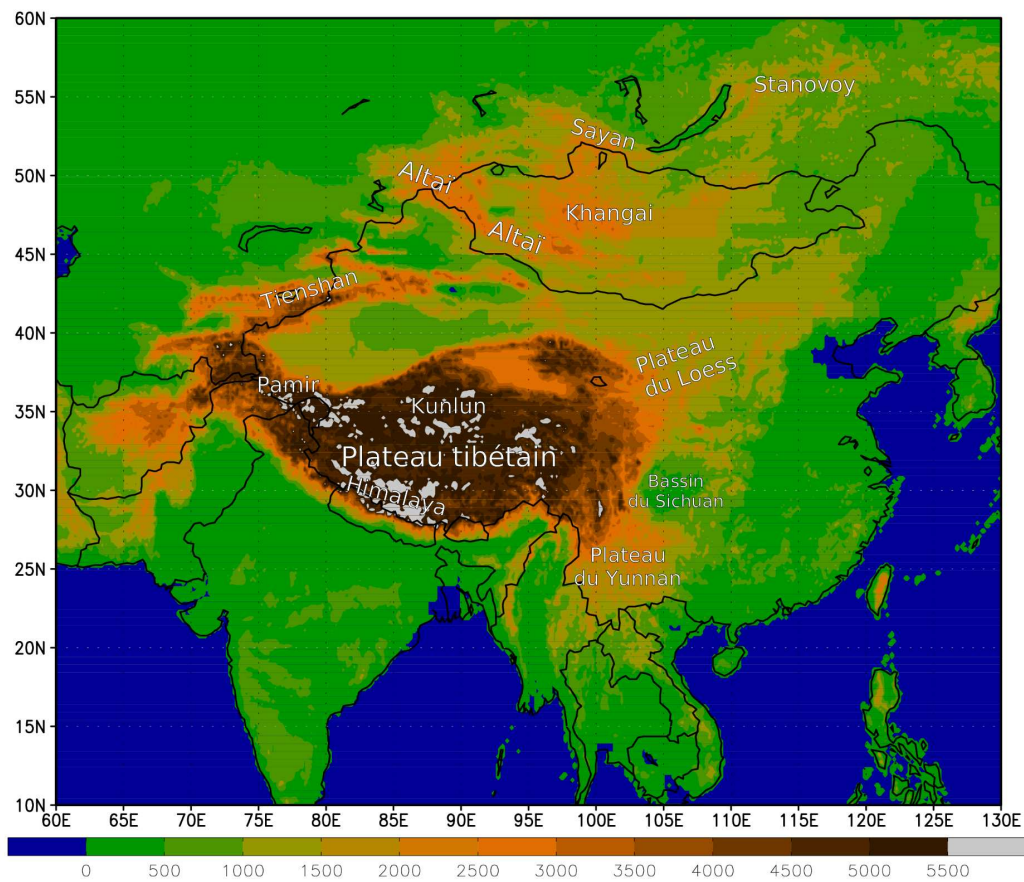 60N
Stanovoy
55N
Sayan
50N
Altaï
Khangai
Altaï
45N
Tienshan
40N
Plateau
du Loess
Pamir
35N
Kunlun
Plateau tibétain
30N
Himalaya
Bassin
du Sichuan
Plateau
du Yunnan
25N
20N
15N
10N
60E 65E 70E 75E 80E 85E 90E 95E 100E 105E 110E 115E 120E 125E 130E
0 500 1000 1500 2000 2500 3000 3500 4000 4500 5000 5500